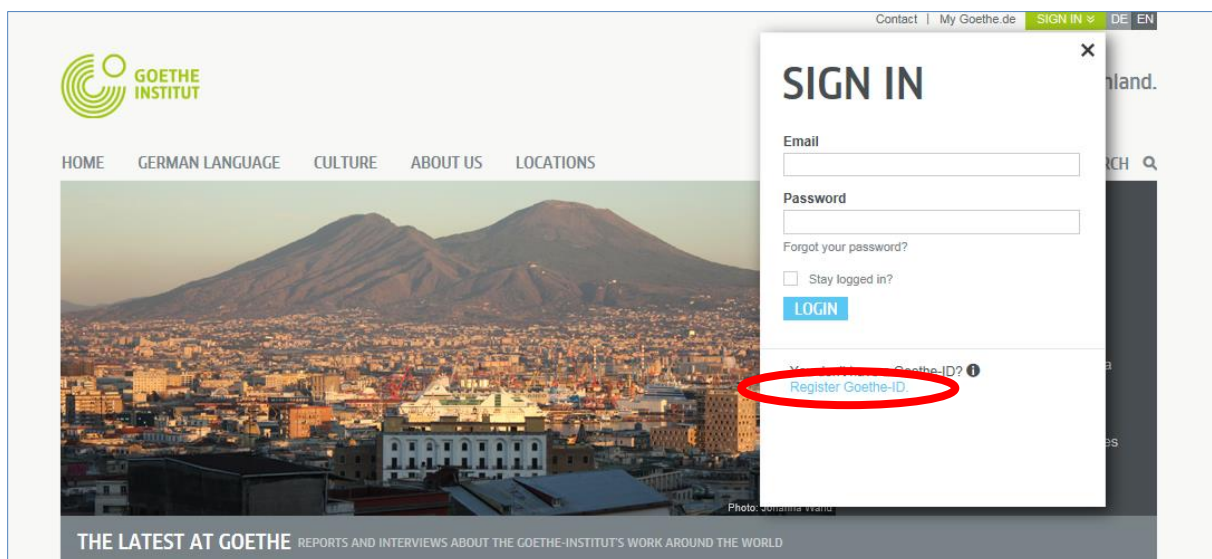 Contact | My Goethe.de SIGN IN DE EN
GOETHE
INSTITUT
HOME GERMAN LANGUAGE CULTURE ABOUT US LOCATIONS
SIGN IN
Email
Password
Forgot your password?
Stay logged in?
LOGIN
Goethe-ID?
Register Goethe-ID.
Photo: Johanna Wand
THE LATEST AT GOETHE REPORTS AND INTERVIEWS ABOUT THE GOETHE-INSTITUT'S WORK AROUND THE WORLD